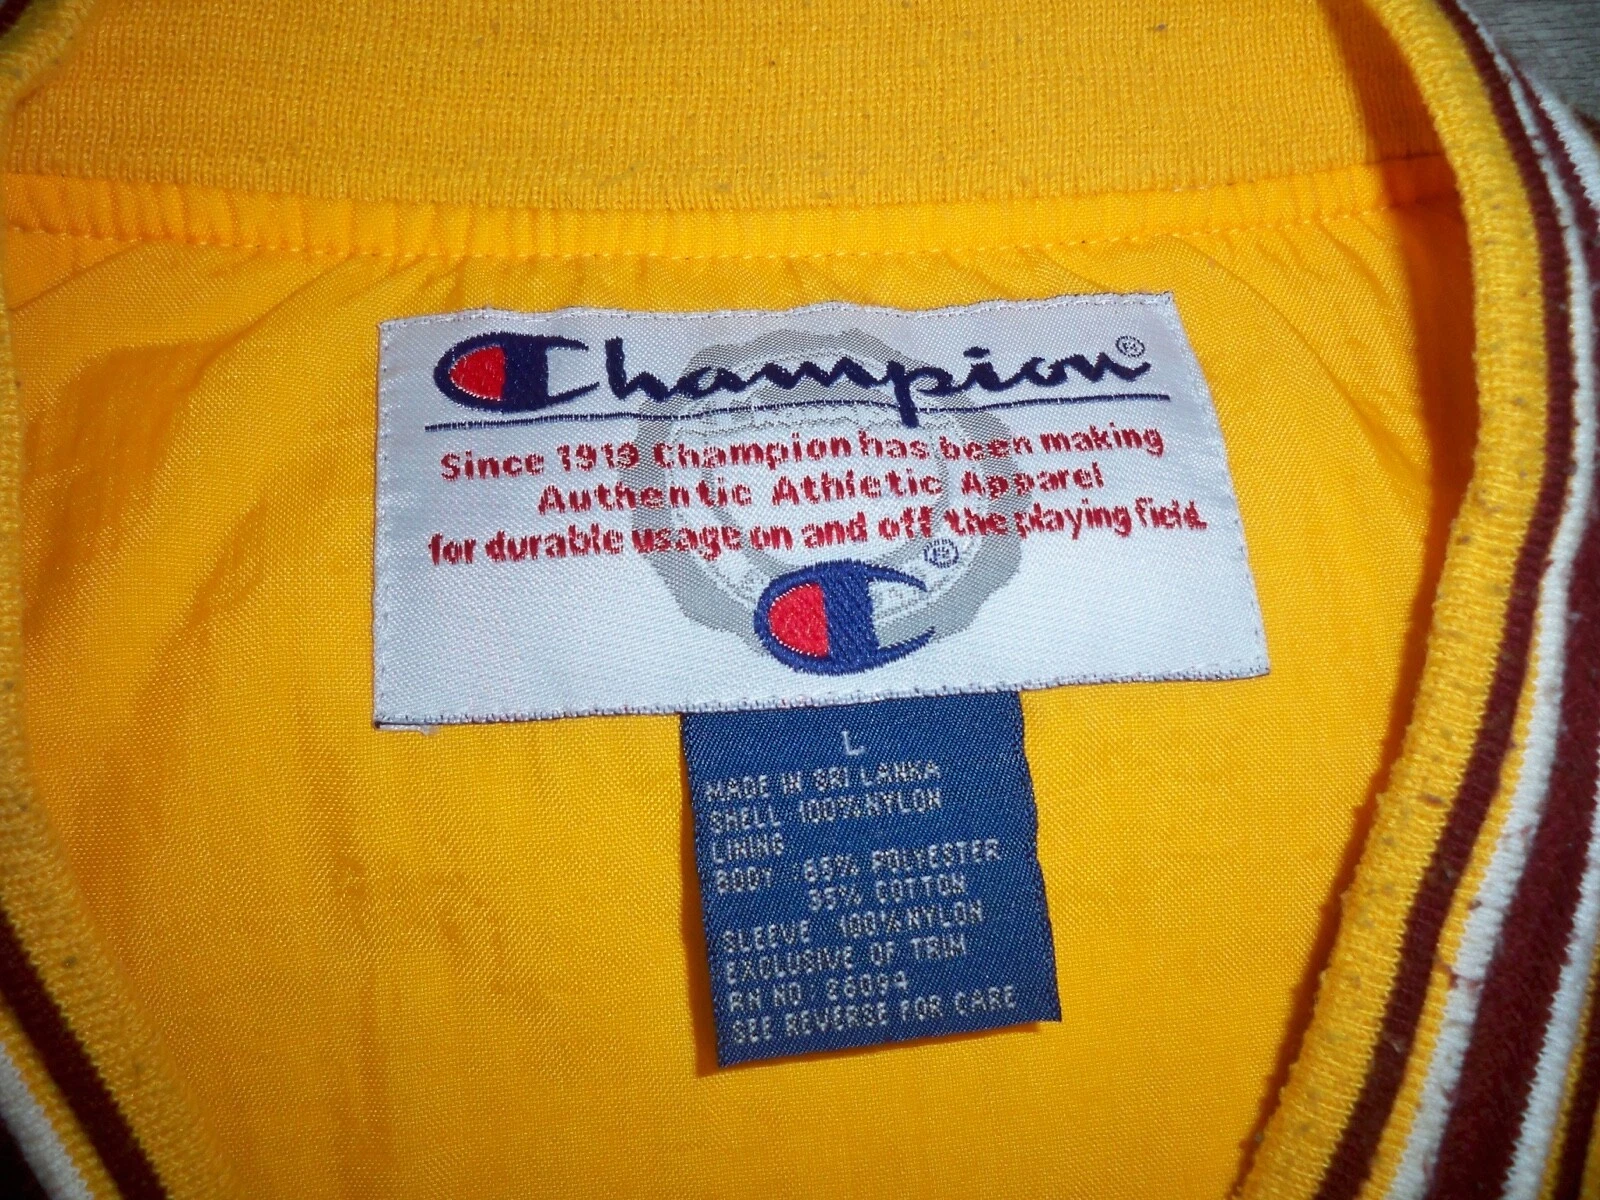 Champion®
Since 1919 Champion has been making
Authentic Athletic Apparel
for durable usage on and off the playing field.
®
L
MADE IN SRI LANKA
SHELL 100% NYLON
LINING
BODY 65% POLYESTER
35% COTTON
SLEEVE 100% NYLON
EXCLUSIVE OF TRIM
RN NO 26094
SEE REVERSE FOR CARE